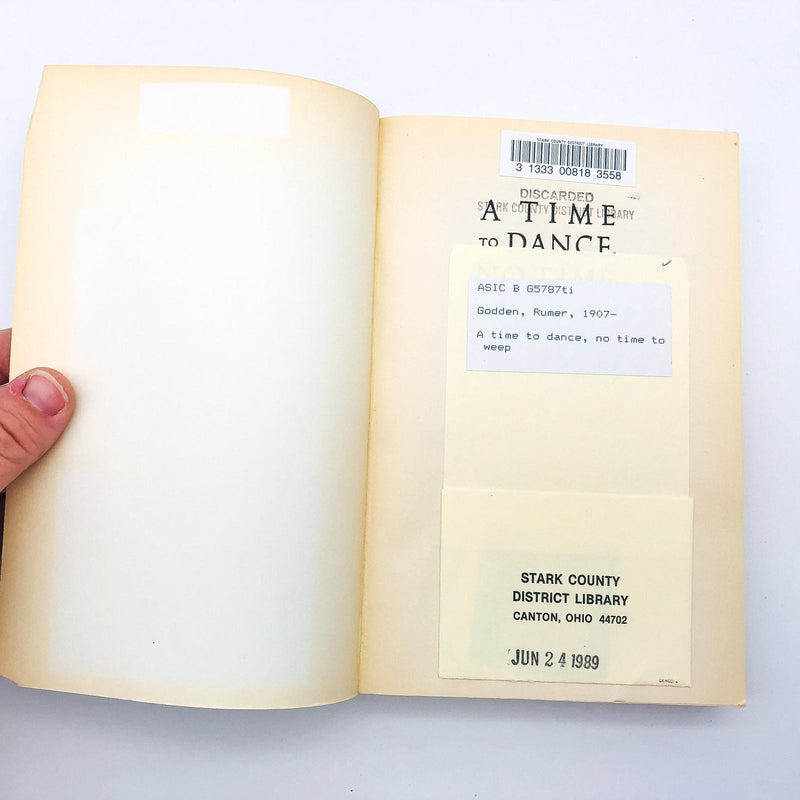 STARK COUNTY DISTRICT LIBRARY
3 1333 00818 3558
DISCARDED
STARK COUNTY DISTRICT LIBRARY
A TIME
TO DANCE
ASIC B G5787ti
Godden, Rumer, 1907-
A time to dance, no time to
weep
STARK COUNTY
DISTRICT LIBRARY
CANTON, OHIO 44702
JUN 24 1989